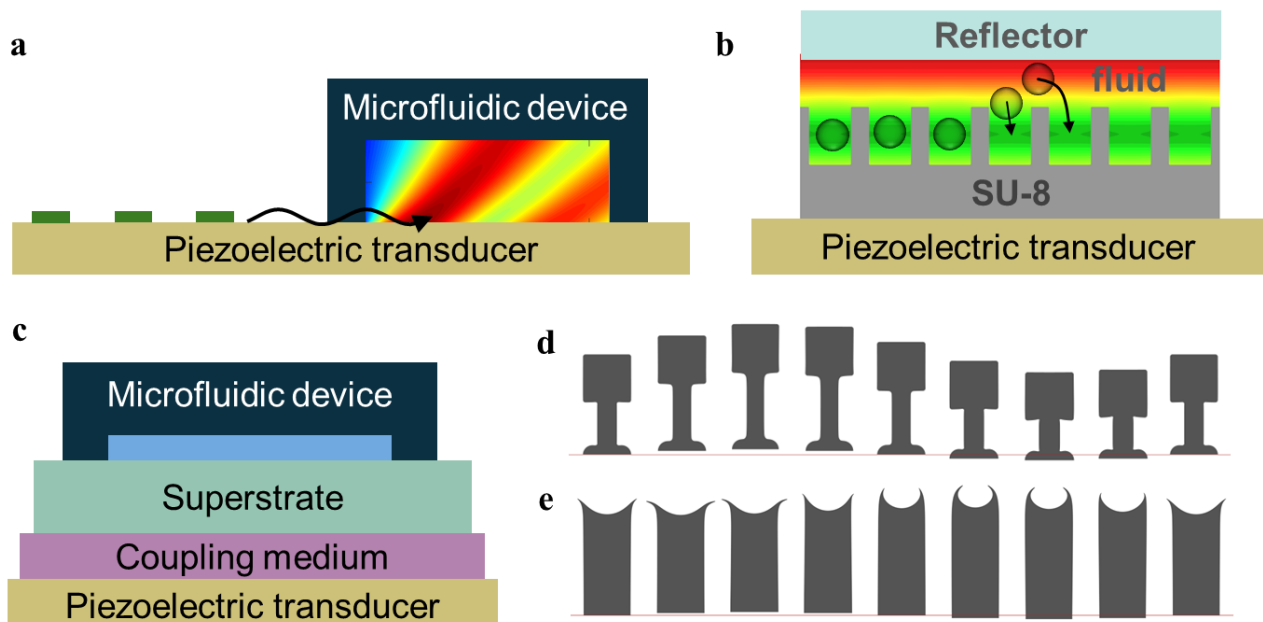 a
Microfluidic device
Piezoelectric transducer
b
Reflector
fluid
SU-8
Piezoelectric transducer
c
Microfluidic device
Superstrate
Coupling medium
Piezoelectric transducer
d
e